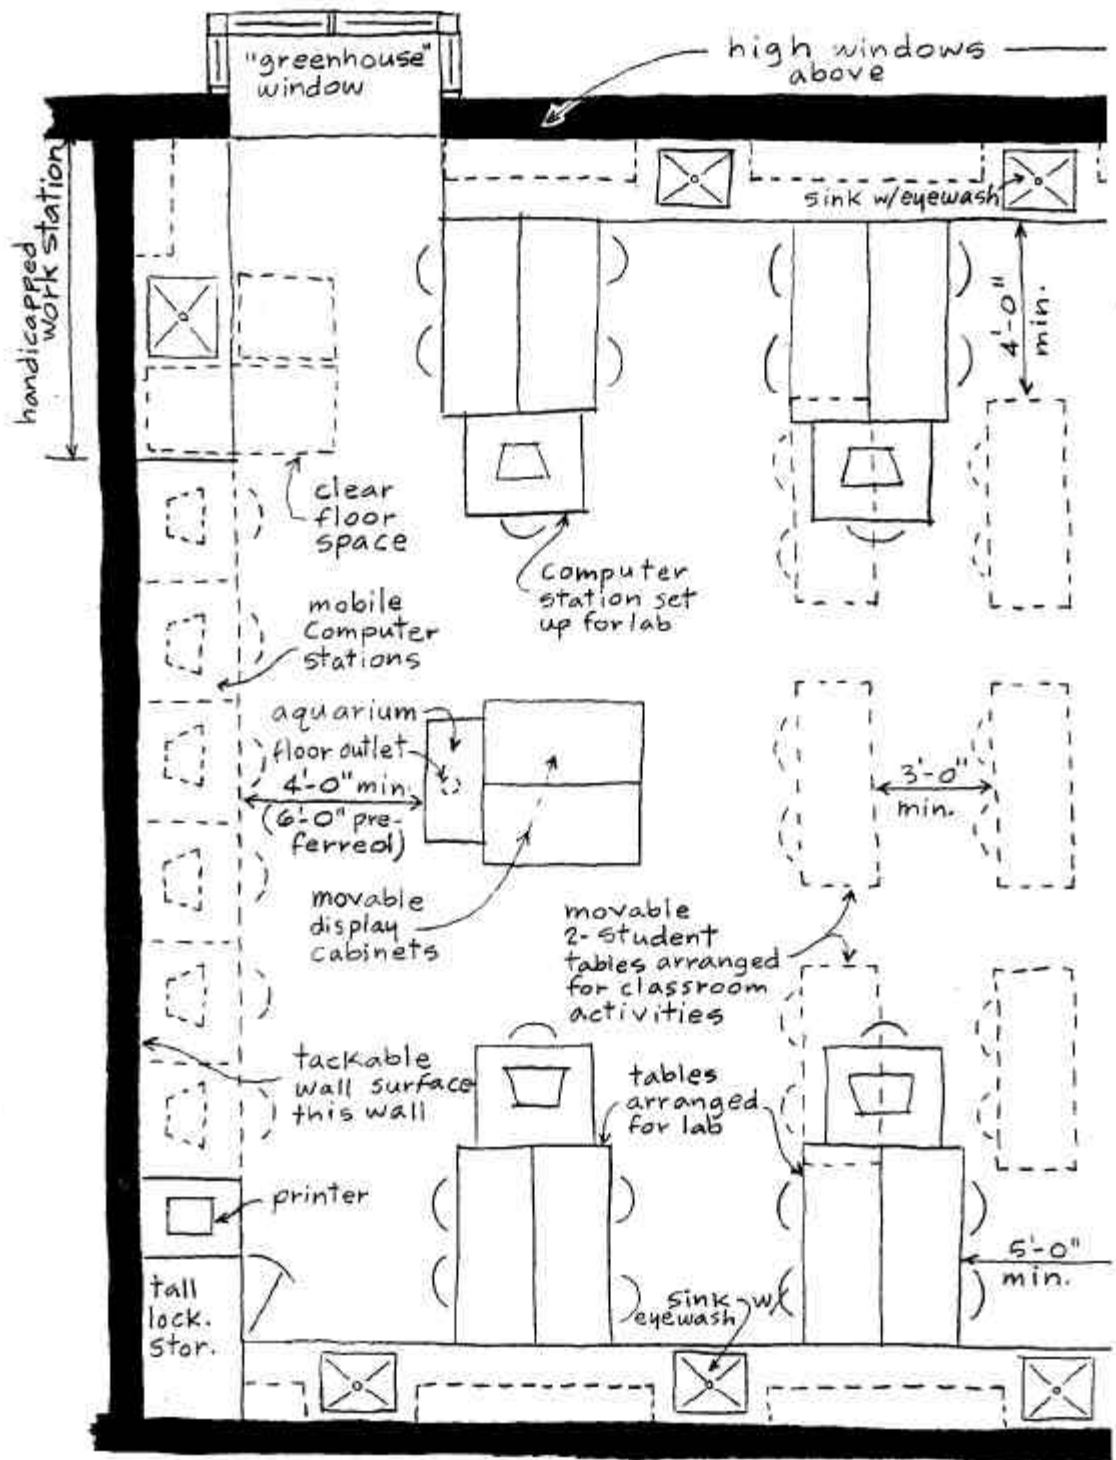 "greenhouse"
window
high windows
above
sink w/eyewash
handicapped
work station
4'-0"
min.
clear
floor
space
computer
station set
up for lab
mobile
Computer
stations
aquarium
floor outlet
4'-0" min.
(6'-0" pre-
ferred)
3'-0"
min.
movable
display
cabinets
movable
2-student
tables arranged
for classroom
activities
tackable
wall surface
this wall
tables
arranged
for lab
printer
5'-0"
min.
tall
lock.
stor.
sink w/
eyewash